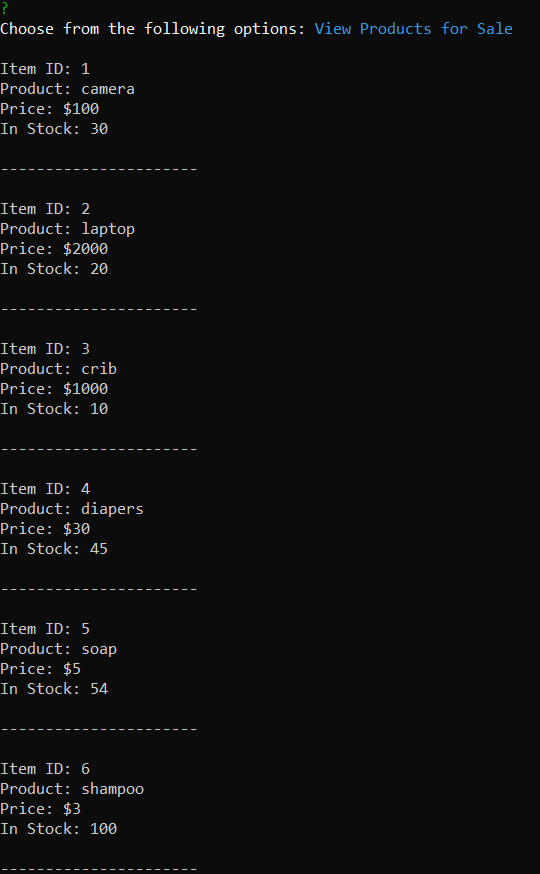 ?
Choose from the following options: View Products for Sale
Item ID: 1
Product: camera
Price: $100
In Stock: 30
----------------------
Item ID: 2
Product: laptop
Price: $2000
In Stock: 20
----------------------
Item ID: 3
Product: crib
Price: $1000
In Stock: 10
----------------------
Item ID: 4
Product: diapers
Price: $30
In Stock: 45
----------------------
Item ID: 5
Product: soap
Price: $5
In Stock: 54
----------------------
Item ID: 6
Product: shampoo
Price: $3
In Stock: 100
----------------------